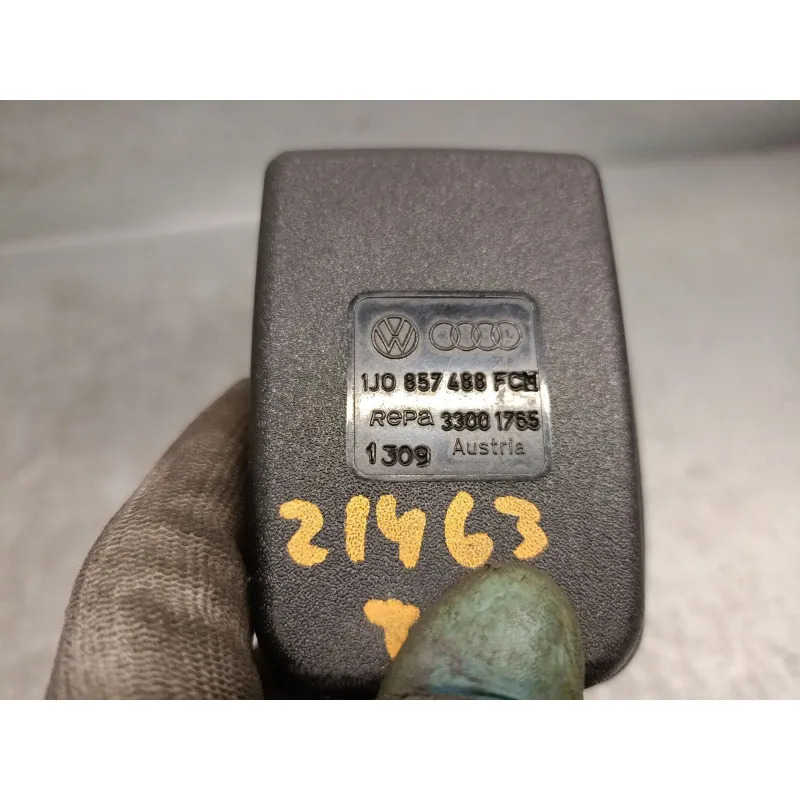 1J0 857 488 FCH
RePa 3300 1765
1309 Austria
21463
T